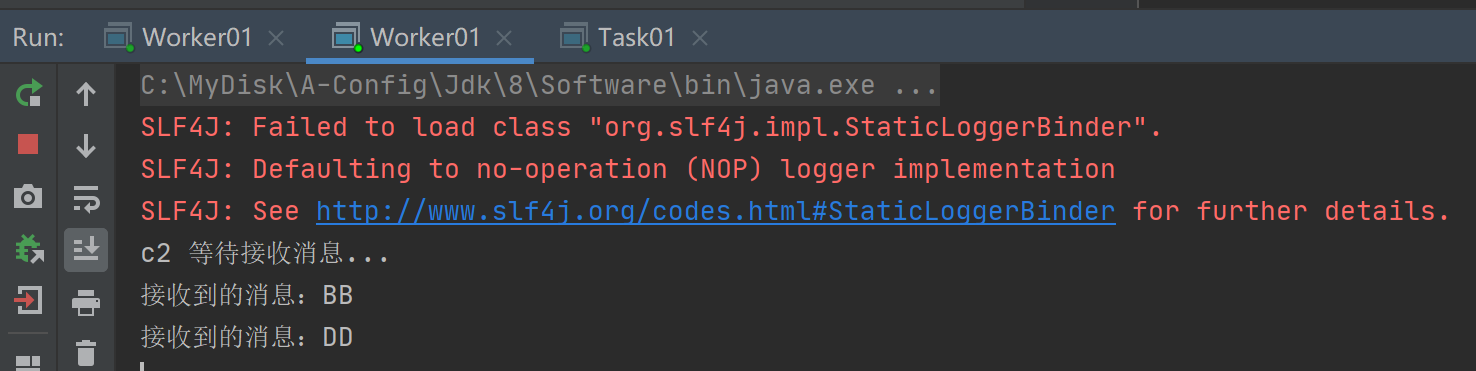 Run: Worker01 Worker01 Task01
C:\MyDisk\A-Config\Jdk\8\Software\bin\java.exe ...
SLF4J: Failed to load class "org.slf4j.impl.StaticLoggerBinder".
SLF4J: Defaulting to no-operation (NOP) logger implementation
SLF4J: See http://www.slf4j.org/codes.html#StaticLoggerBinder for further details.
c2 等待接收消息...
接收到的消息：BB
接收到的消息：DD